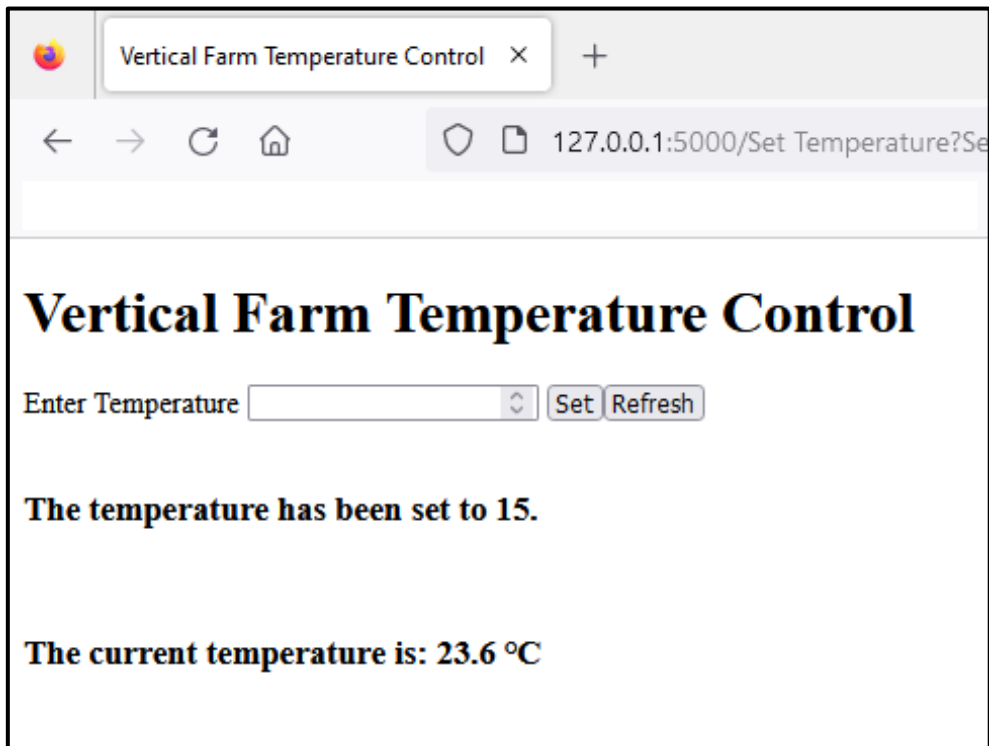 Vertical Farm Temperature Control
127.0.0.1:5000/Set Temperature?Se
Vertical Farm Temperature Control
Enter Temperature Set Refresh
The temperature has been set to 15.
The current temperature is: 23.6 °C